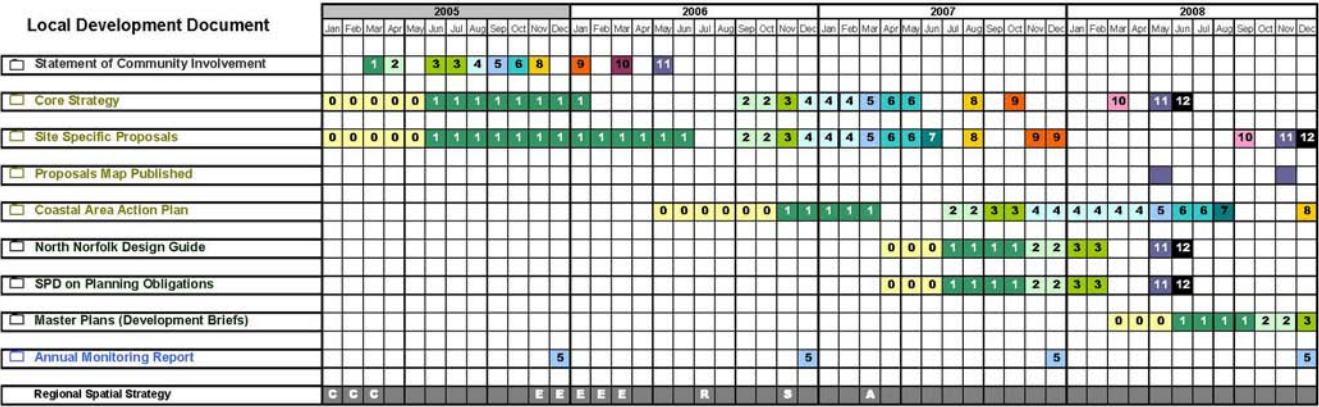 Local Development Document
2005 2006 2007 2008
Jan Feb Mar Apr May Jun Jul Aug Sep Oct Nov Dec Jan Feb Mar Apr May Jun Jul Aug Sep Oct Nov Dec Jan Feb Mar Apr May Jun Jul Aug Sep Oct Nov Dec Jan Feb Mar Apr May Jun Jul Aug Sep Oct Nov Dec
Statement of Community Involvement 1 2 3 3 4 5 6 8 9 10 11
Core Strategy 0 0 0 0 0 1 1 1 1 1 1 1 1 2 2 3 4 4 4 5 6 6 8 9 10 11 12
Site Specific Proposals 0 0 0 0 0 1 1 1 1 1 1 1 1 1 1 1 1 1 2 2 3 4 4 4 5 6 6 7 8 9 9 10 11 12
Proposals Map Published
Coastal Area Action Plan 0 0 0 0 0 0 1 1 1 1 1 2 2 3 3 4 4 4 4 4 4 5 6 6 7 8
North Norfolk Design Guide 0 0 0 1 1 1 1 2 2 3 3 11 12
SPD on Planning Obligations 0 0 0 1 1 1 1 2 2 3 3 11 12
Master Plans (Development Briefs) 0 0 0 1 1 1 1 2 2 3
Annual Monitoring Report 5 5 5 5
Regional Spatial Strategy C C C E E E E E R S A